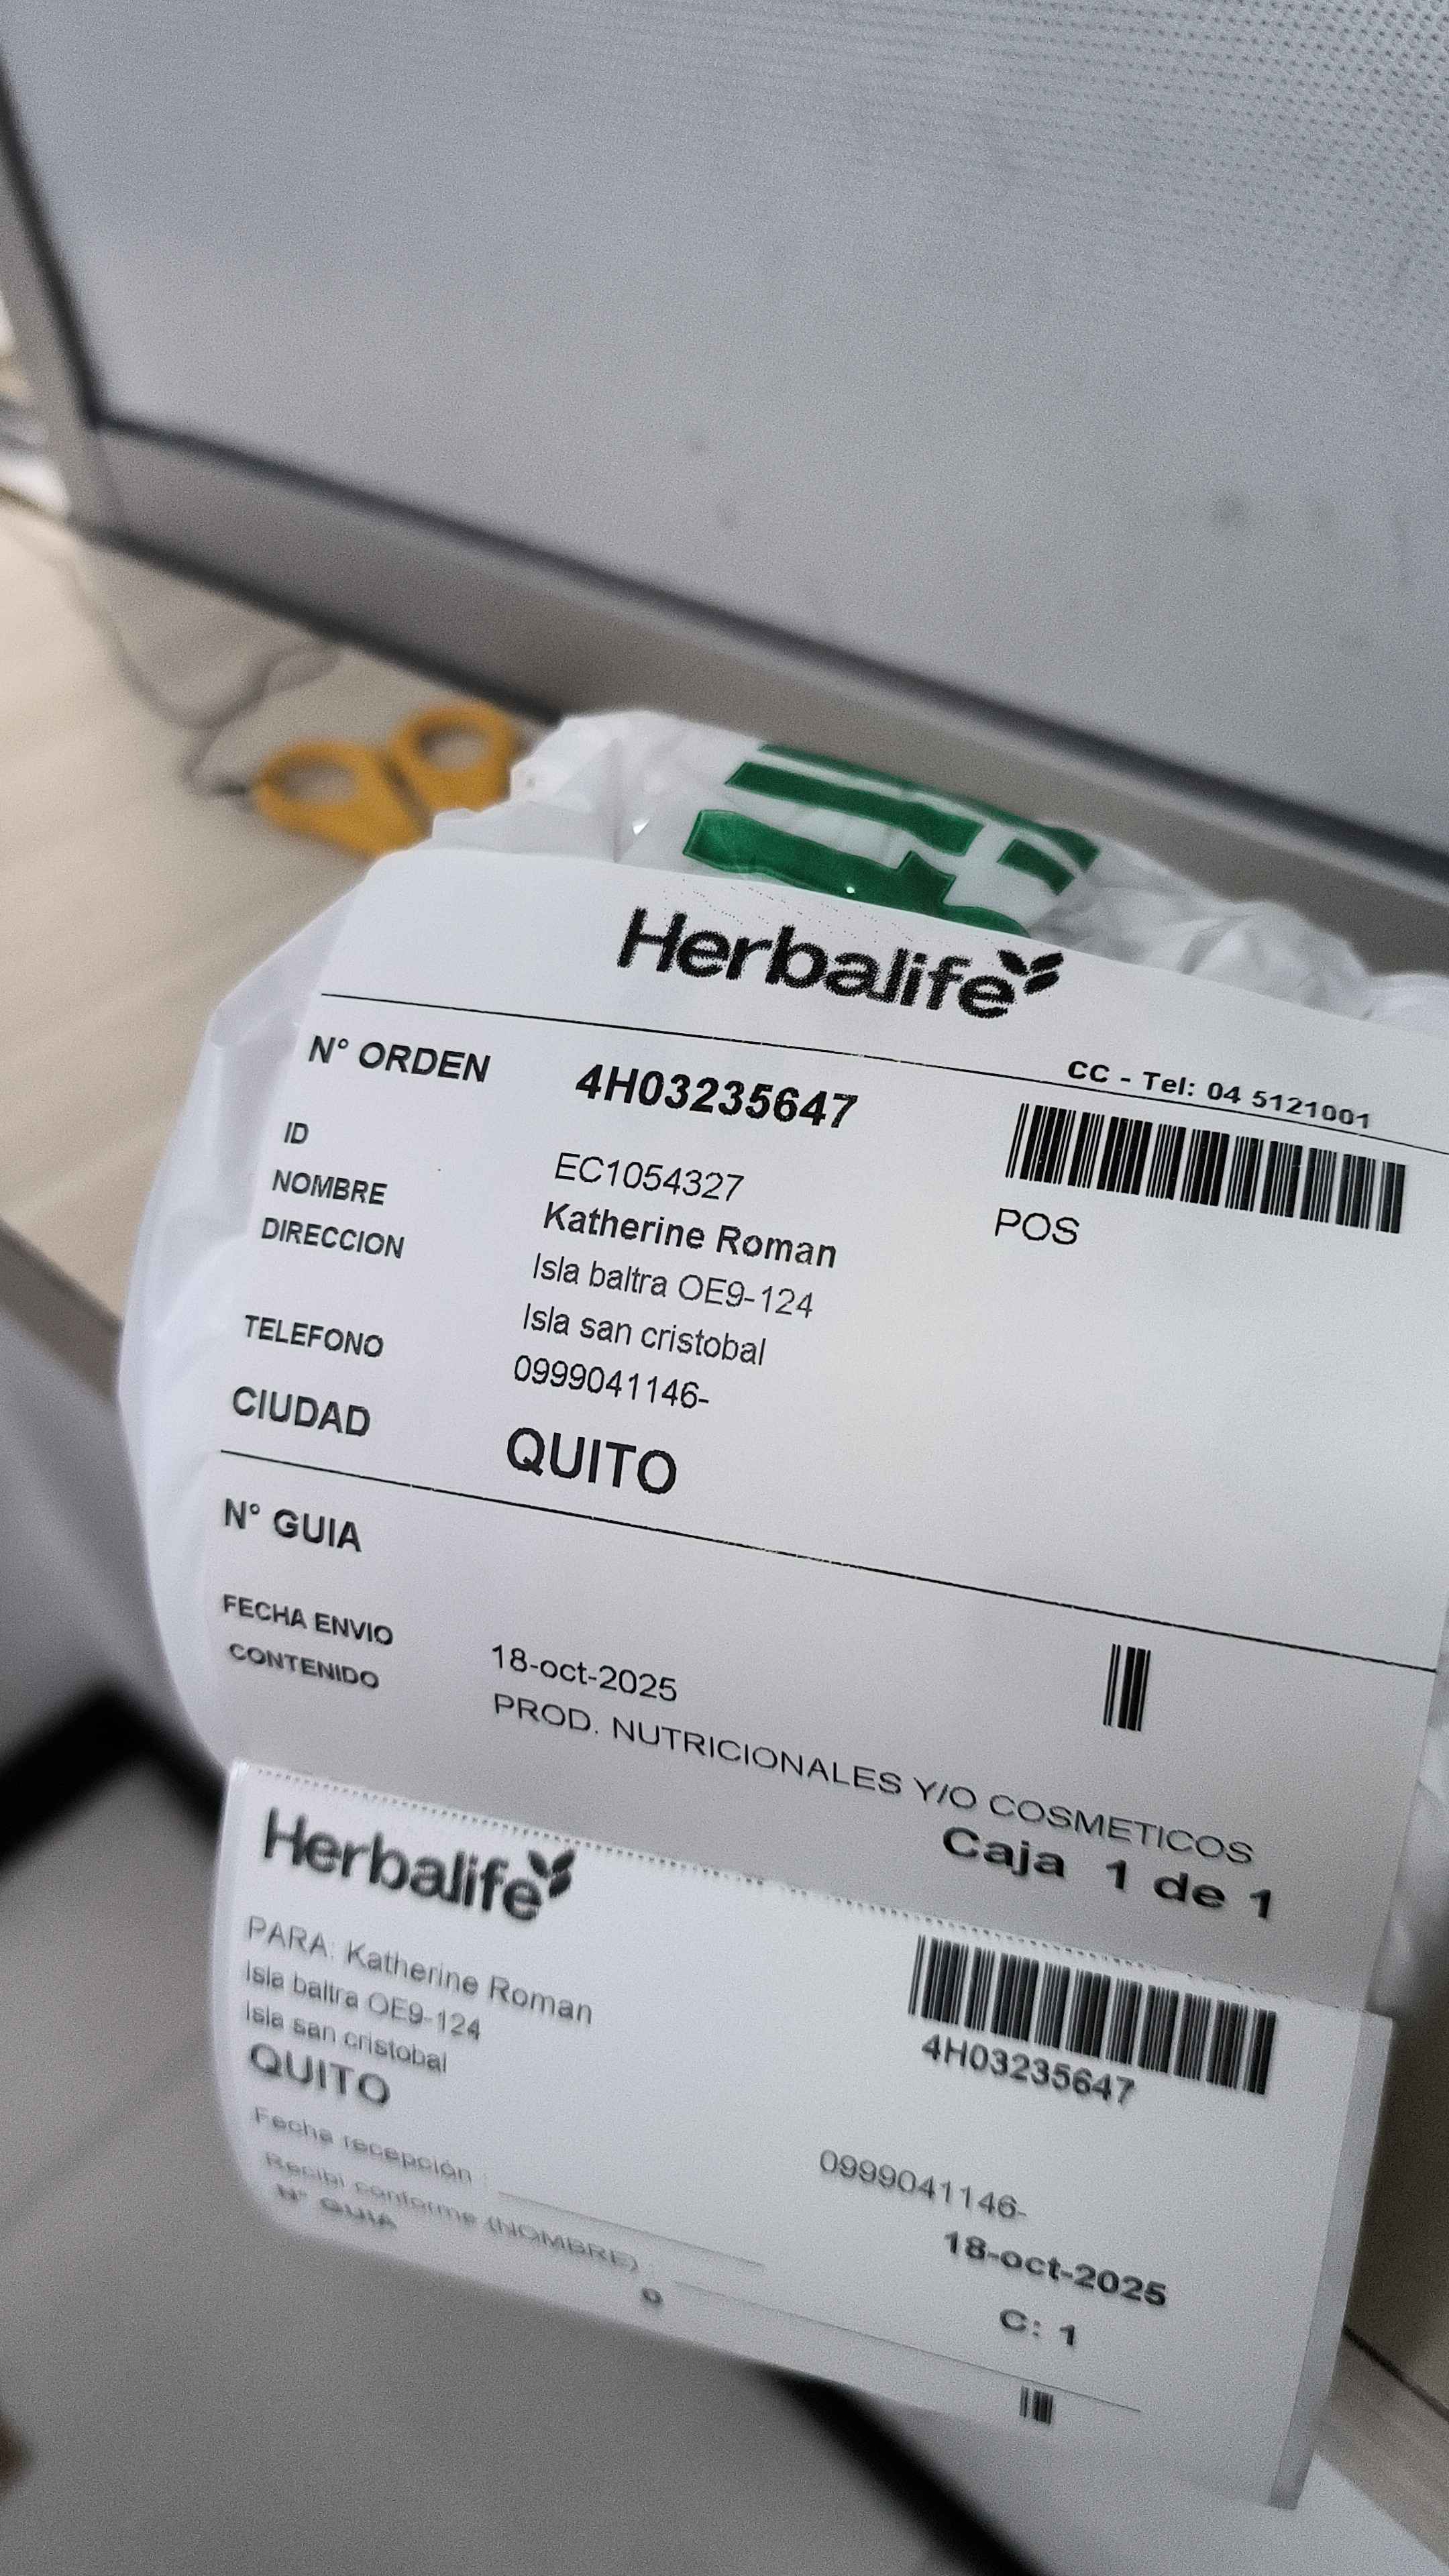 Herbalife
CC - Tel: 04 5121001
N° ORDEN 4H03235647
ID EC1054327
POS
NOMBRE Katherine Roman
DIRECCION Isla baltra OE9-124
Isla san cristobal
TELEFONO 0999041146-
CIUDAD QUITO
N° GUIA
FECHA ENVIO 18-oct-2025
CONTENIDO PROD. NUTRICIONALES Y/O COSMETICOS
Caja 1 de 1
Herbalife
PARA: Katherine Roman
Isla baltra OE9-124
Isla san cristobal
QUITO
4H03235647
0999041146-
18-oct-2025
C: 1
Fecha recepción :
Recibi conforme (NOMBRE) :
N° GUIA 0